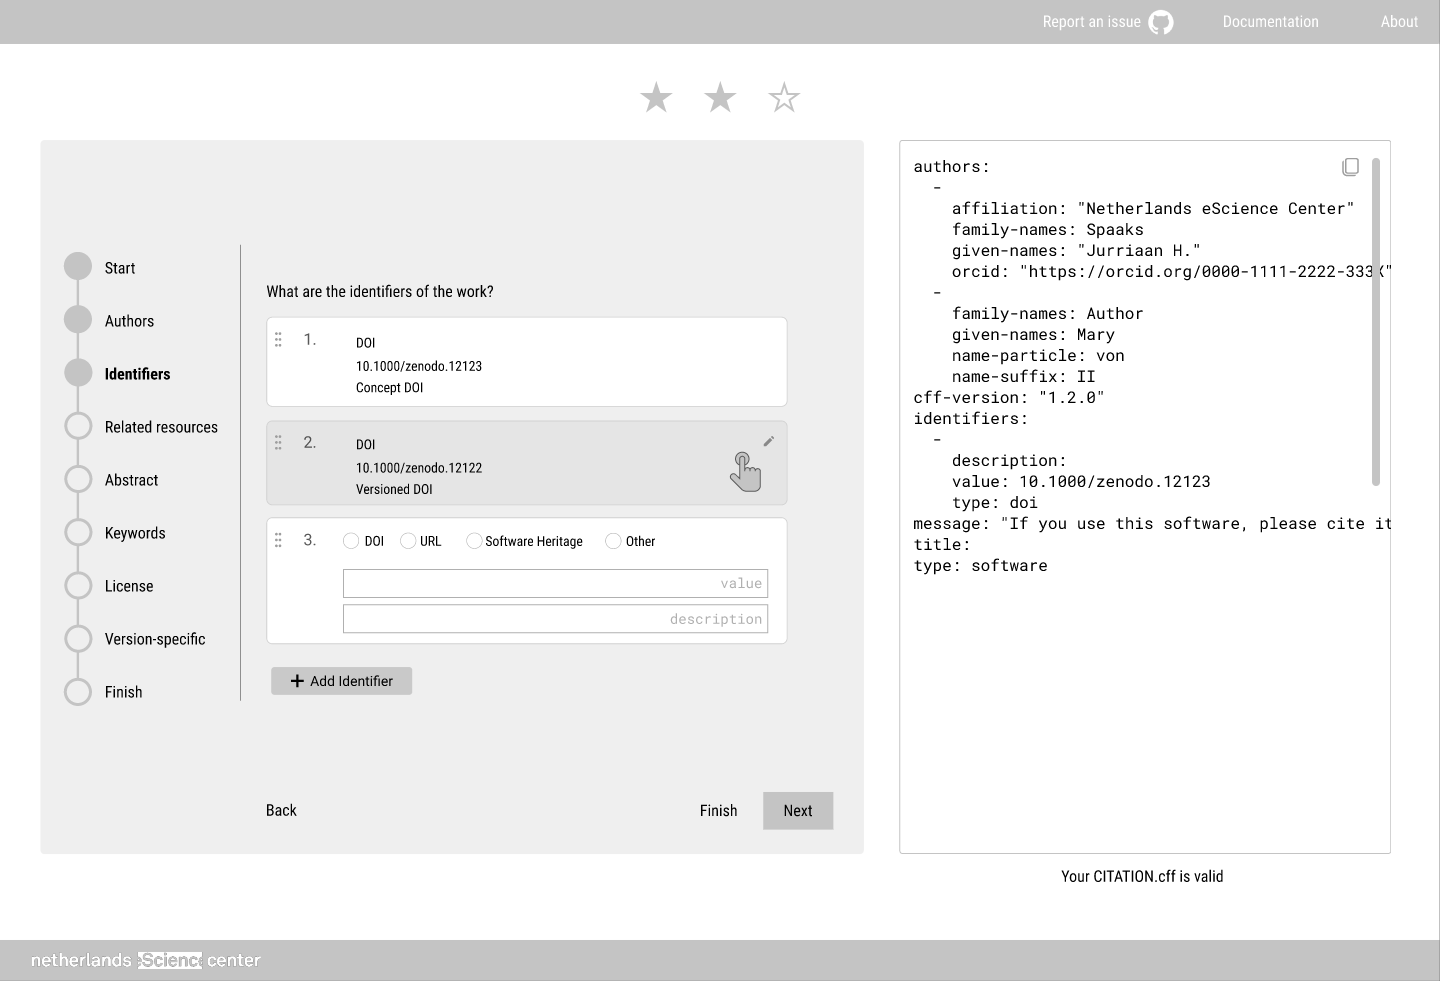 Report an issue
Documentation
About
Start
Authors
Identifiers
Related resources
Abstract
Keywords
License
Version-specific
Finish
What are the identifiers of the work?
1.
DOI
10.1000/zenodo.12123
Concept DOI
2.
DOI
10.1000/zenodo.12122
Versioned DOI
3.
DOI URL Software Heritage Other
value
description
+ Add Identifier
Back
Finish
Next
authors:
  -
    affiliation: "Netherlands eScience Center"
    family-names: Spaaks
    given-names: "Jurriaan H."
    orcid: "https://orcid.org/0000-1111-2222-333X"
  -
    family-names: Author
    given-names: Mary
    name-particle: von
    name-suffix: II
cff-version: "1.2.0"
identifiers:
  -
    description:
    value: 10.1000/zenodo.12123
    type: doi
message: "If you use this software, please cite it
title:
type: software
Your CITATION.cff is valid
netherlands eScience center